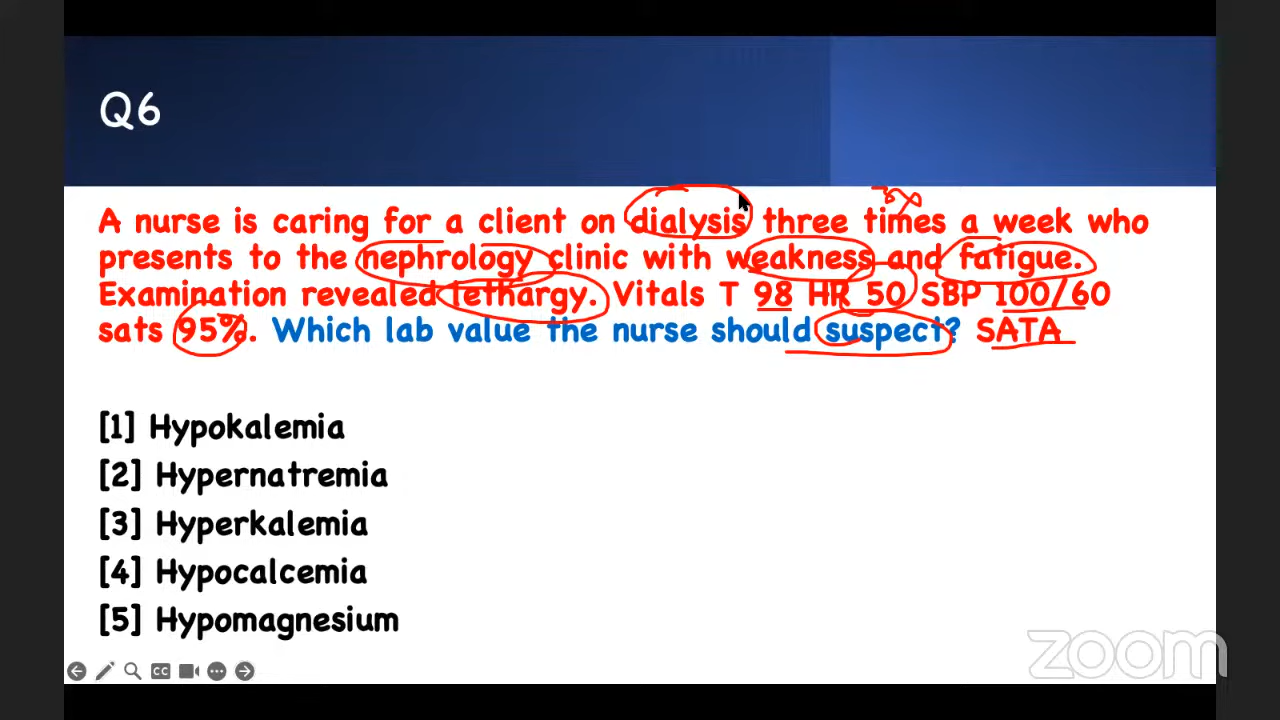 Q6
3x
A nurse is caring for a client on dialysis three times a week who
presents to the nephrology clinic with weakness and fatigue.
Examination revealed lethargy. Vitals T 98 HR 50 SBP 100/60
sats 95%. Which lab value the nurse should suspect? SATA
[1] Hypokalemia
[2] Hypernatremia
[3] Hyperkalemia
[4] Hypocalcemia
[5] Hypomagnesium
CC
zoom